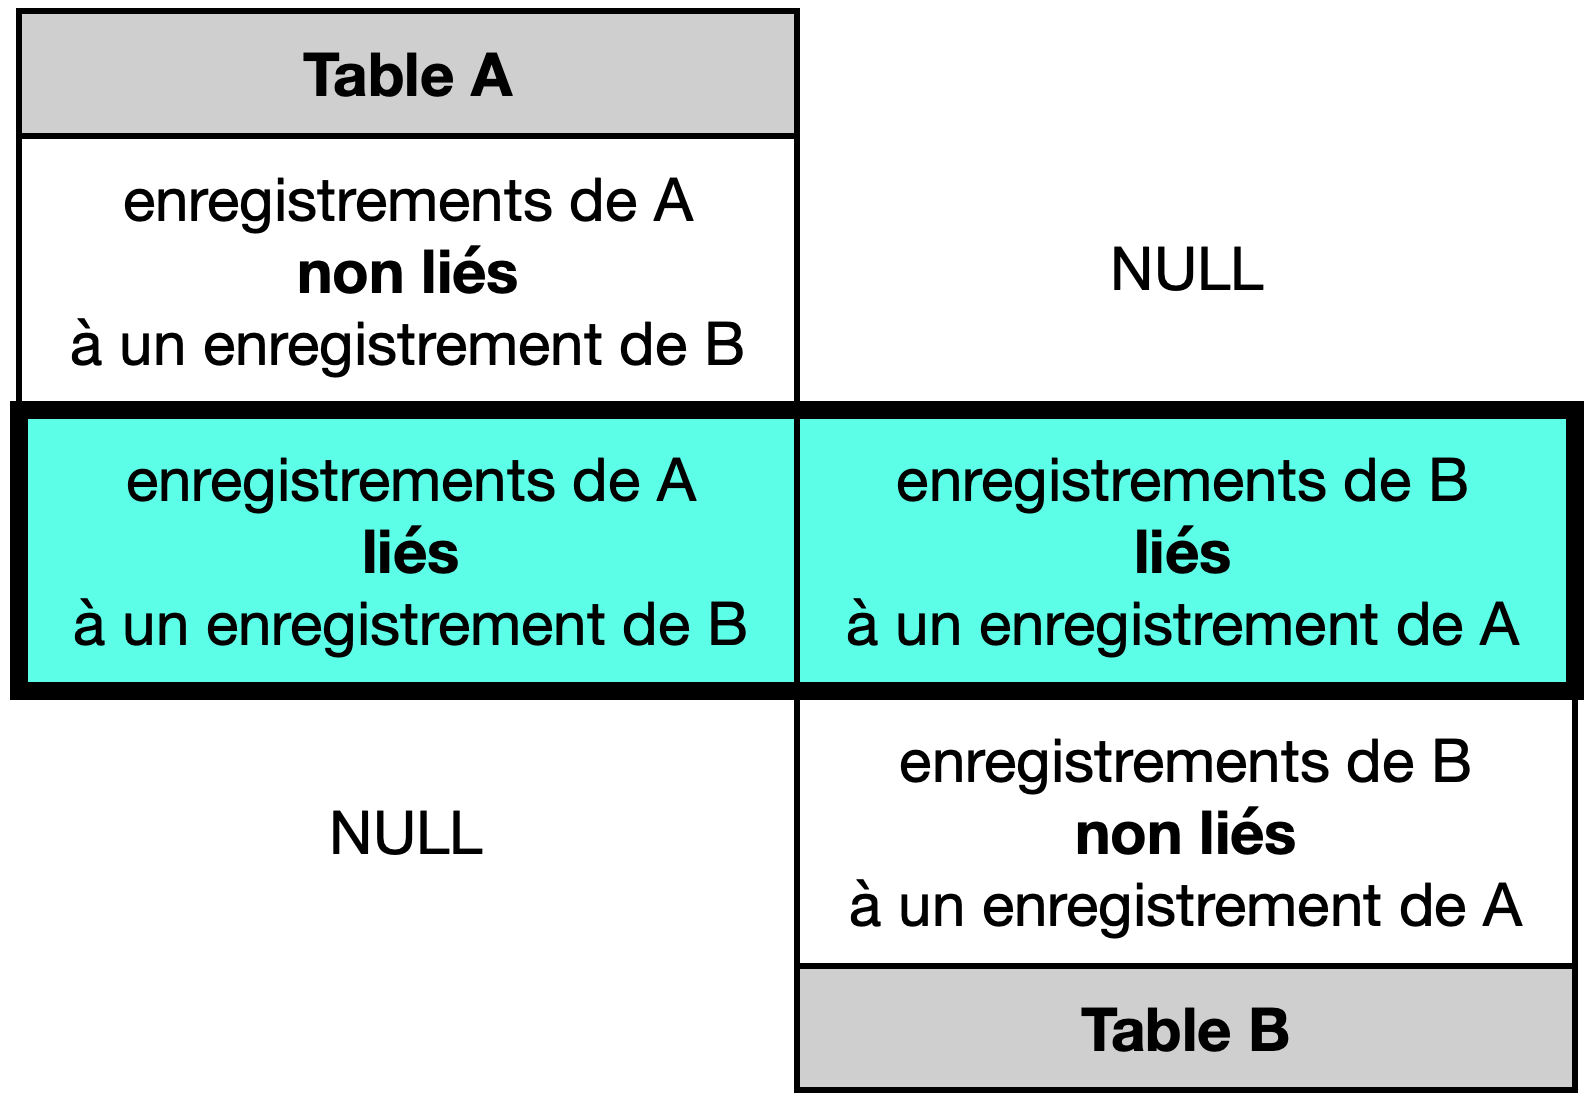 Table A
enregistrements de A
non liés
à un enregistrement de B
NULL
enregistrements de A
liés
à un enregistrement de B
enregistrements de B
liés
à un enregistrement de A
NULL
enregistrements de B
non liés
à un enregistrement de A
Table B